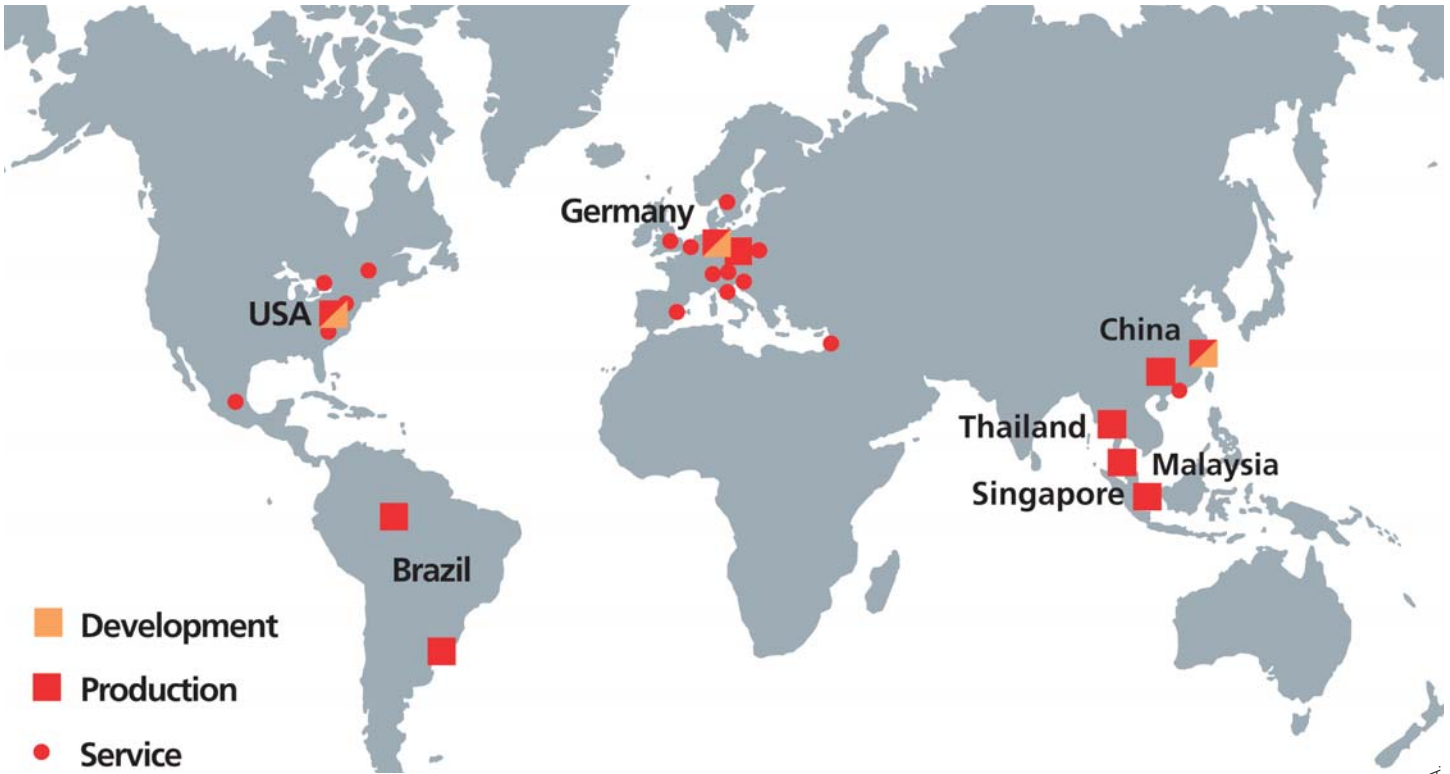 Germany
USA
China
Thailand
Malaysia
Singapore
Brazil
Development
Production
Service